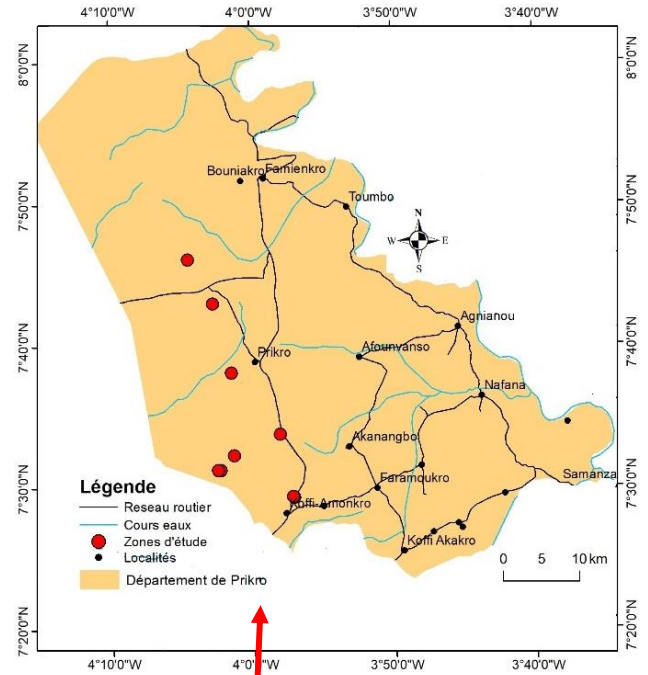 4°10'0"W 4°0'0"W 3°50'0"W 3°40'0"W
8°0'0"N 8°0'0"N
Bouniakro Famienkro
7°50'0"N Toumbo 7°50'0"N
N
W E
S
Agnianou
7°40'0"N Prikro Afounvanso 7°40'0"N
Nafana
Akanangbo
Légende Faramoukro Samanza
7°30'0"N 7°30'0"N
Reseau routier Koffi-Amonkro
Cours eaux
Zones d'étude
Localités Koffi Akakro
Département de Prikro 0 5 10 km
7°20'0"N 7°20'0"N
4°10'0"W 4°0'0"W 3°50'0"W 3°40'0"W